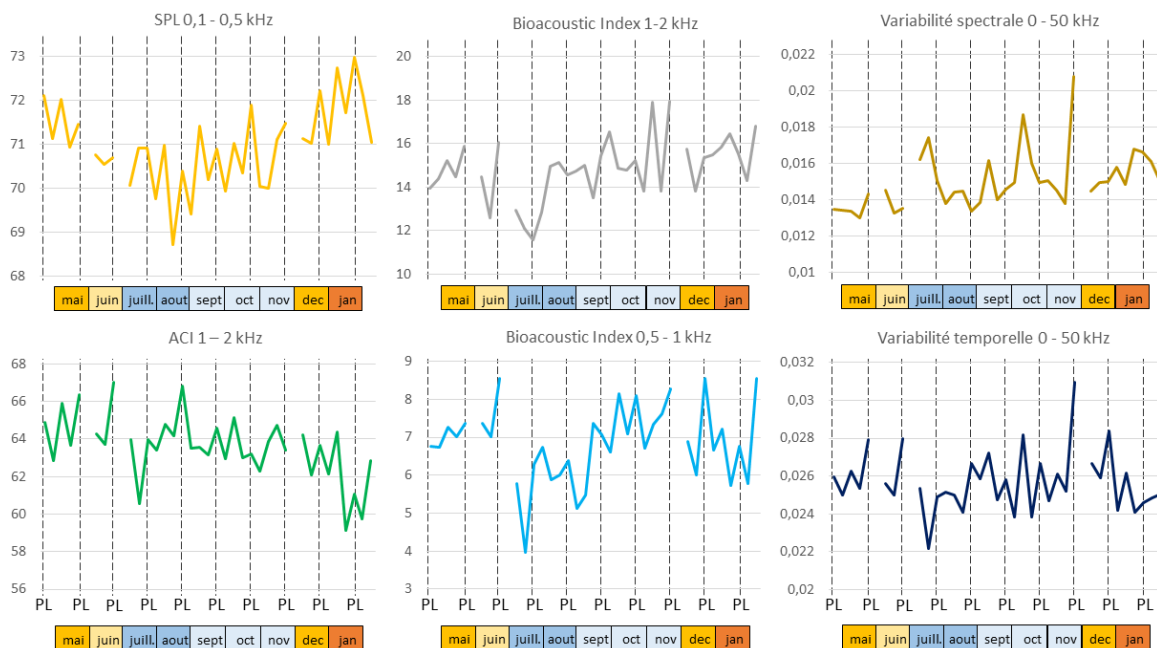 SPL 0,1 - 0,5 kHz
73
72
71
70
69
68
mai juin juill. aout sept oct nov dec jan
Bioacoustic Index 1-2 kHz
20
18
16
14
12
10
mai juin juill. aout sept oct nov dec jan
Variabilité spectrale 0 - 50 kHz
0,022
0,02
0,018
0,016
0,014
0,012
0,01
mai juin juill. aout sept oct nov dec jan
ACI 1 – 2 kHz
68
66
64
62
60
58
56
PL PL PL PL PL PL PL PL PL PL
mai juin juill. aout sept oct nov dec jan
Bioacoustic Index 0,5 - 1 kHz
9
8
7
6
5
4
3
PL PL PL PL PL PL PL PL PL PL
mai juin juill. aout sept oct nov dec jan
Variabilité temporelle 0 - 50 kHz
0,032
0,03
0,028
0,026
0,024
0,022
0,02
PL PL PL PL PL PL PL PL PL PL
mai juin juill. aout sept oct nov dec jan